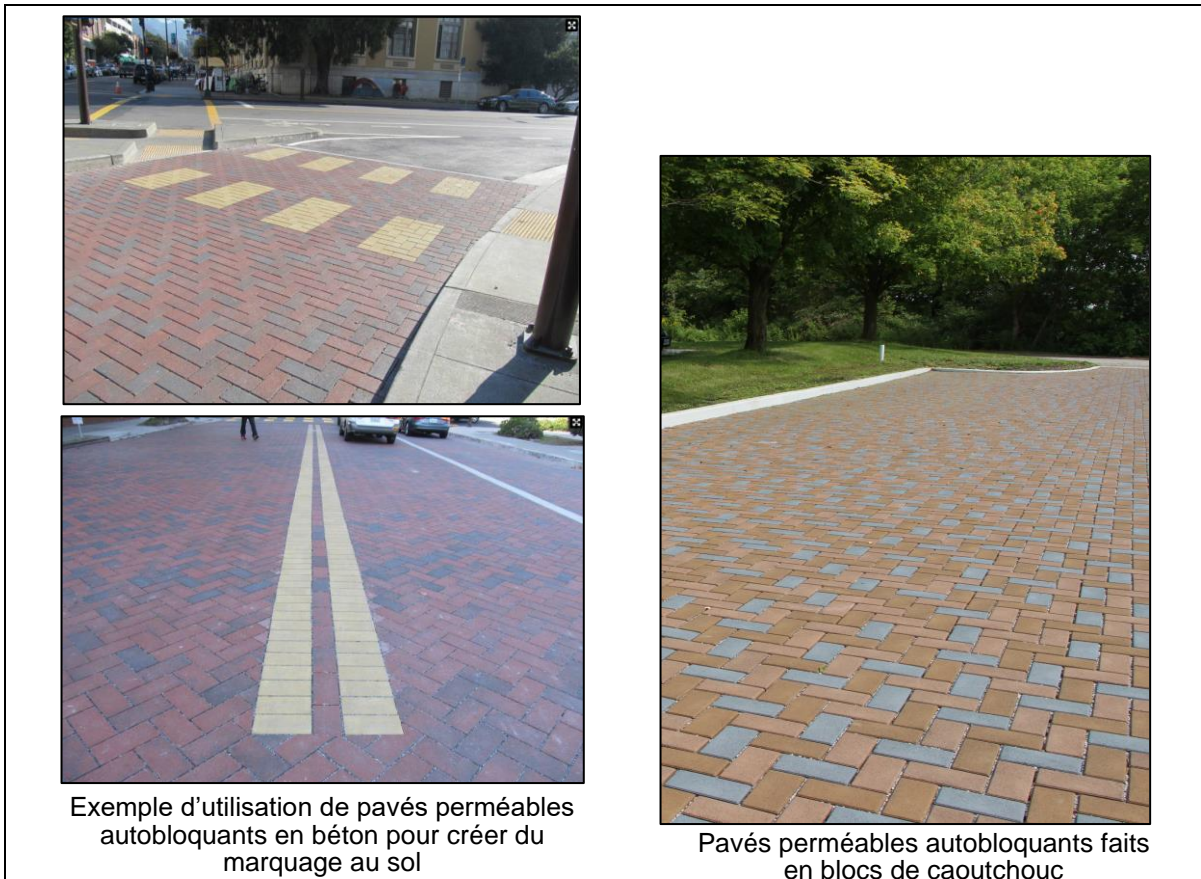 Exemple d’utilisation de pavés perméables
autobloquants en béton pour créer du
marquage au sol
Pavés perméables autobloquants faits
en blocs de caoutchouc